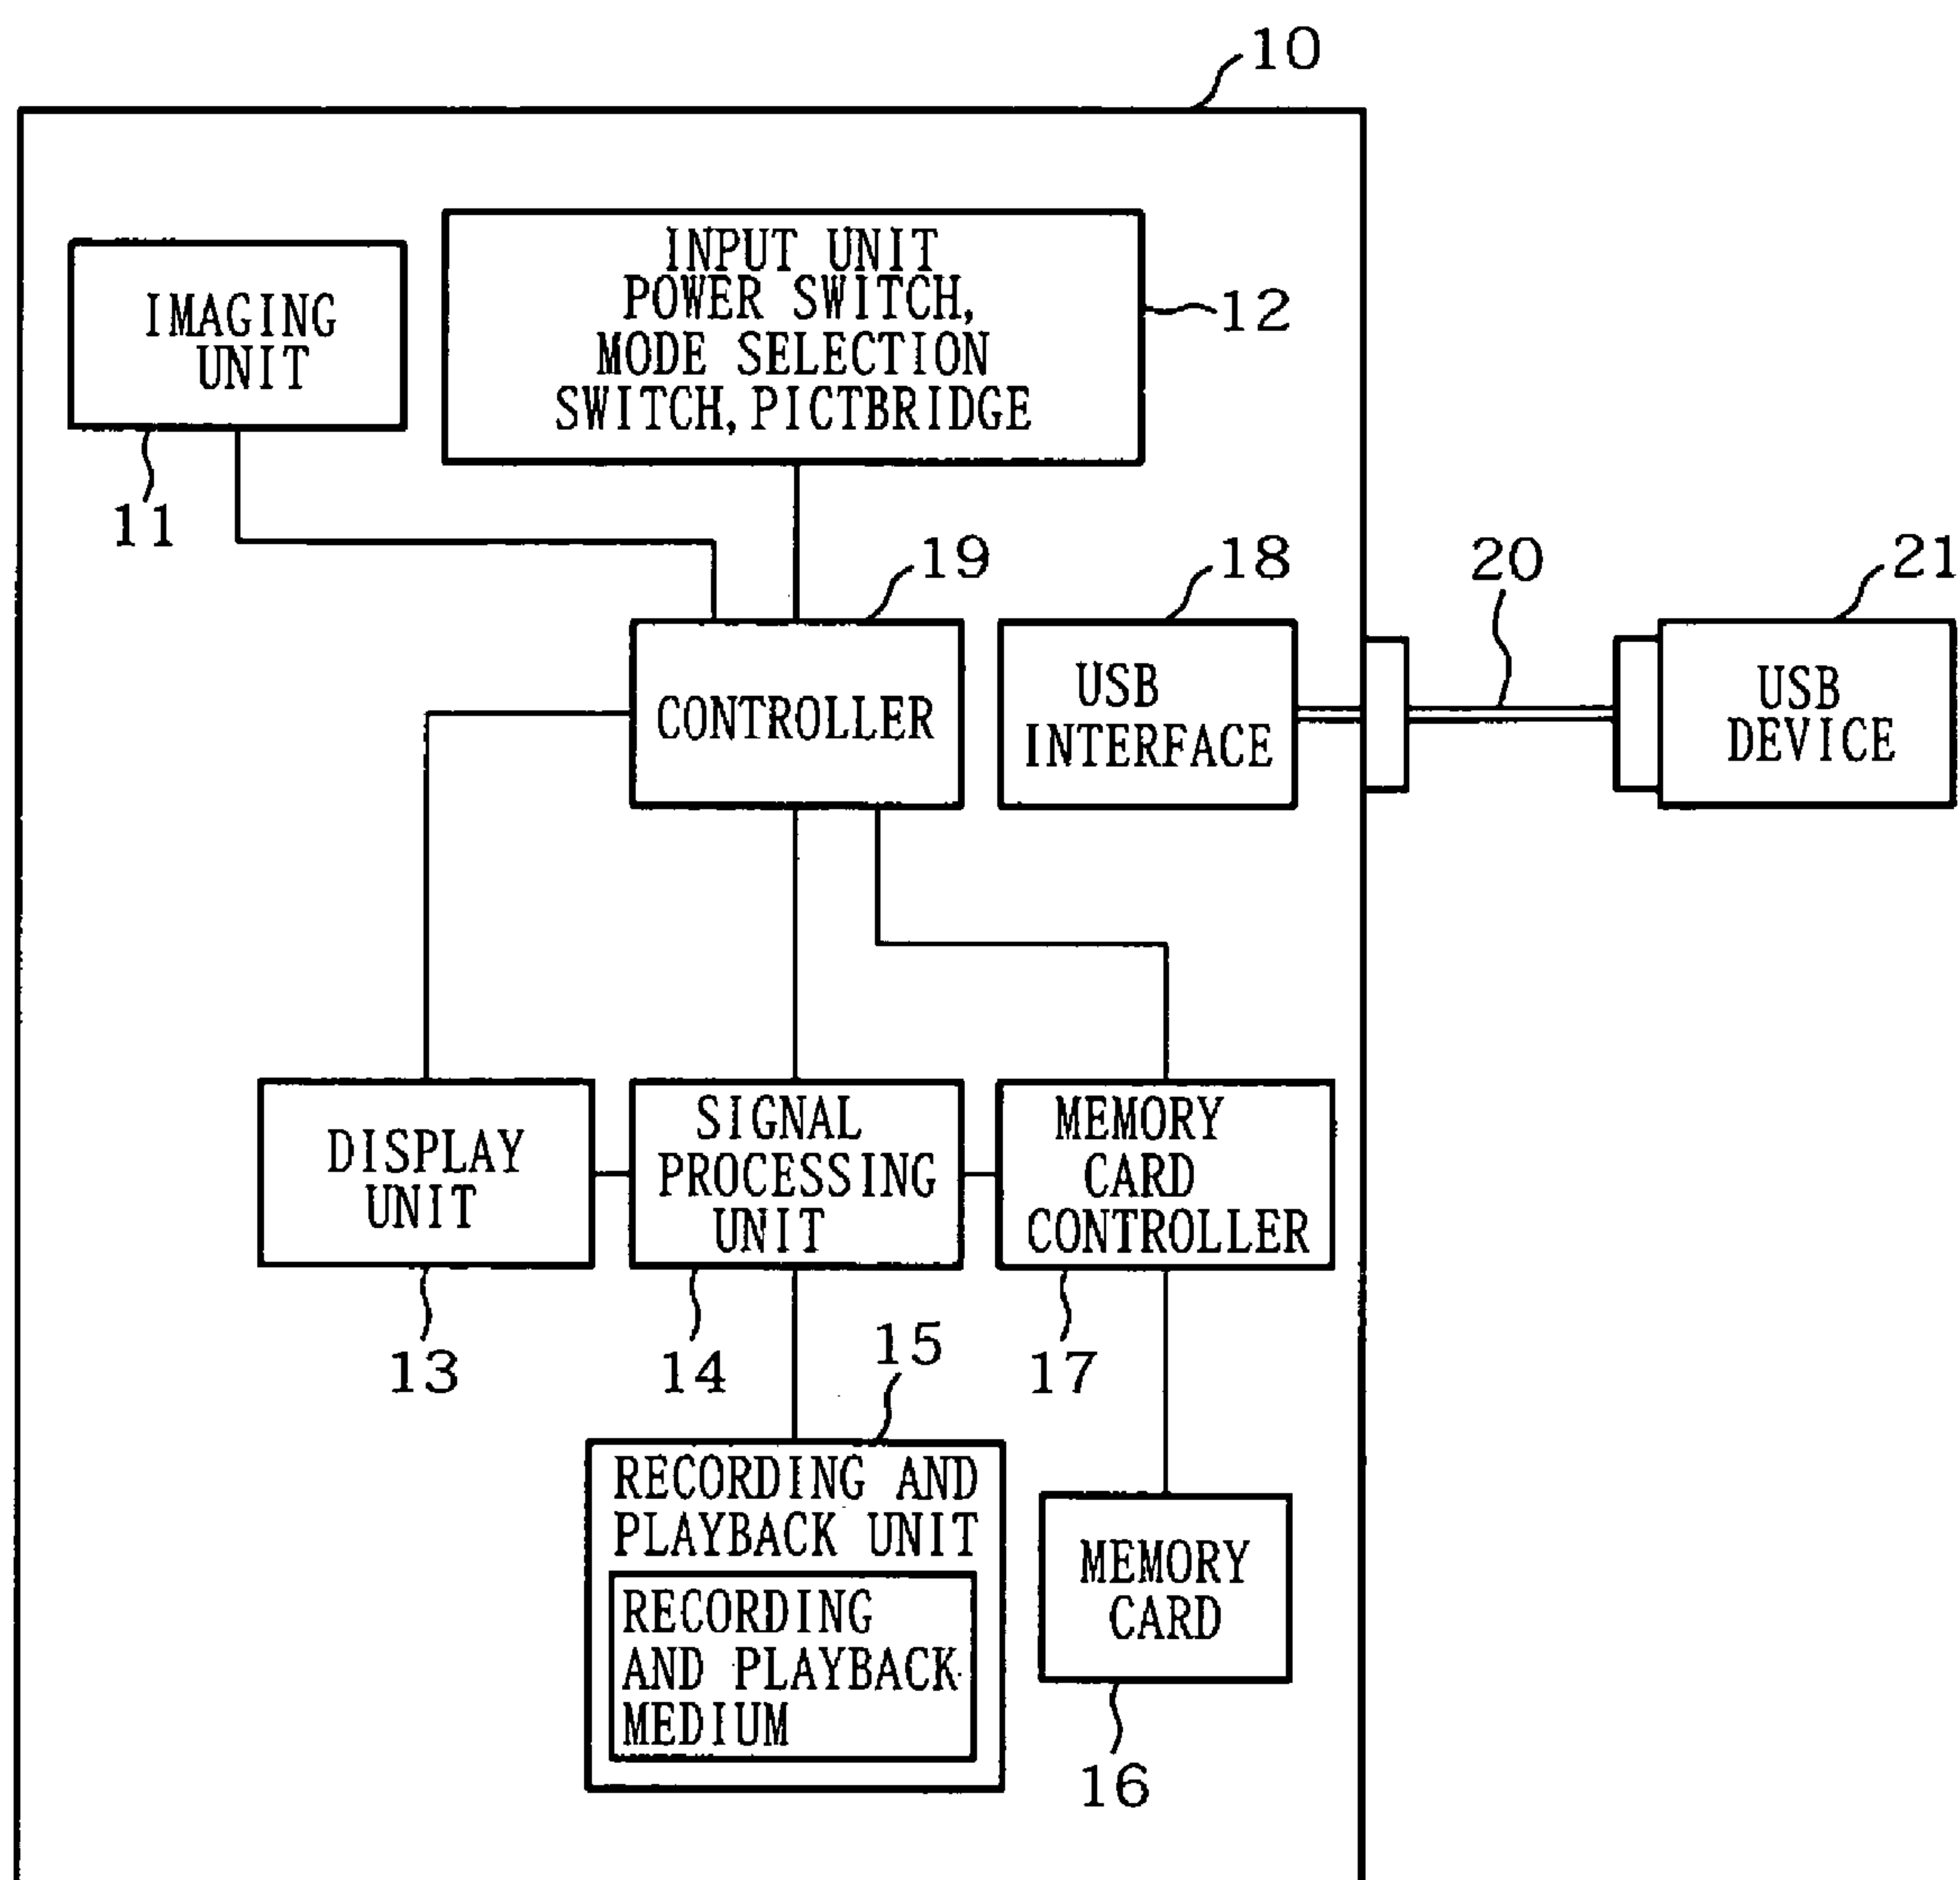 10
INPUT UNIT
POWER SWITCH,
MODE SELECTION
SWITCH, PICTBRIDGE
12
IMAGING
UNIT
11
19
18
20
21
CONTROLLER
USB
INTERFACE
USB
DEVICE
DISPLAY
UNIT
SIGNAL
PROCESSING
UNIT
MEMORY
CARD
CONTROLLER
13
14
15
17
RECORDING AND
PLAYBACK UNIT
RECORDING
AND PLAYBACK
MEDIUM
MEMORY
CARD
16